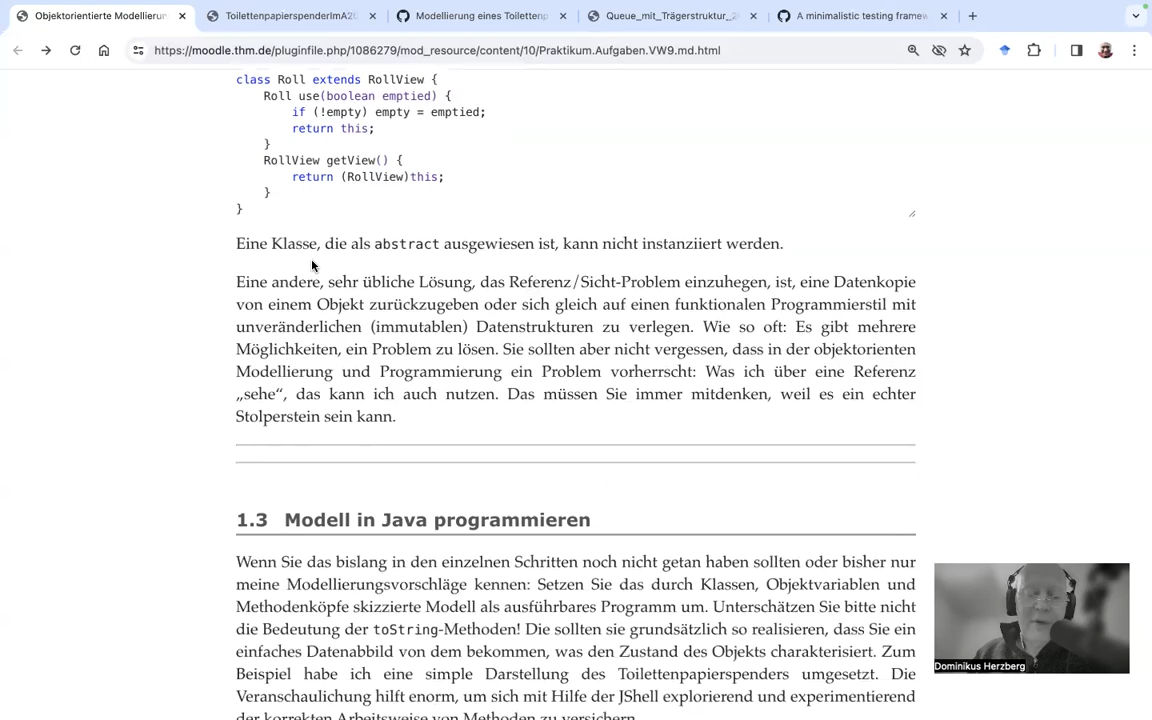 Objektorientierte Modellierun
ToilettenpapierspenderImA2
Modellierung eines Toilettenp
Queue_mit_Trägerstruktur_
A minimalistic testing framew
https://moodle.thm.de/pluginfile.php/1086279/mod_resource/content/10/Praktikum.Aufgaben.VW9.md.html
class Roll extends RollView {
Roll use(boolean emptied) {
if (!empty) empty = emptied;
return this;
}
RollView getView() {
return (RollView)this;
}
}
Eine Klasse, die als abstract ausgewiesen ist, kann nicht instanziiert werden.
Eine andere, sehr übliche Lösung, das Referenz/Sicht-Problem einzuhegen, ist, eine Datenkopie
von einem Objekt zurückzugeben oder sich gleich auf einen funktionalen Programmierstil mit
unveränderlichen (immutablen) Datenstrukturen zu verlegen. Wie so oft: Es gibt mehrere
Möglichkeiten, ein Problem zu lösen. Sie sollten aber nicht vergessen, dass in der objektorienten
Modellierung und Programmierung ein Problem vorherrscht: Was ich über eine Referenz
„sehe“, das kann ich auch nutzen. Das müssen Sie immer mitdenken, weil es ein echter
Stolperstein sein kann.
1.3 Modell in Java programmieren
Wenn Sie das bislang in den einzelnen Schritten noch nicht getan haben sollten oder bisher nur
meine Modellierungsvorschläge kennen: Setzen Sie das durch Klassen, Objektvariablen und
Methodenköpfe skizzierte Modell als ausführbares Programm um. Unterschätzen Sie bitte nicht
die Bedeutung der toString-Methoden! Die sollten sie grundsätzlich so realisieren, dass Sie ein
einfaches Datenabbild von dem bekommen, was den Zustand des Objekts charakterisiert. Zum
Beispiel habe ich eine simple Darstellung des Toilettenpapierspenders umgesetzt. Die
Veranschaulichung hilft enorm, um sich mit Hilfe der JShell explorierend und experimentierend
der korrekten Arbeitsweise von Methoden zu versichern.
Dominikus Herzberg